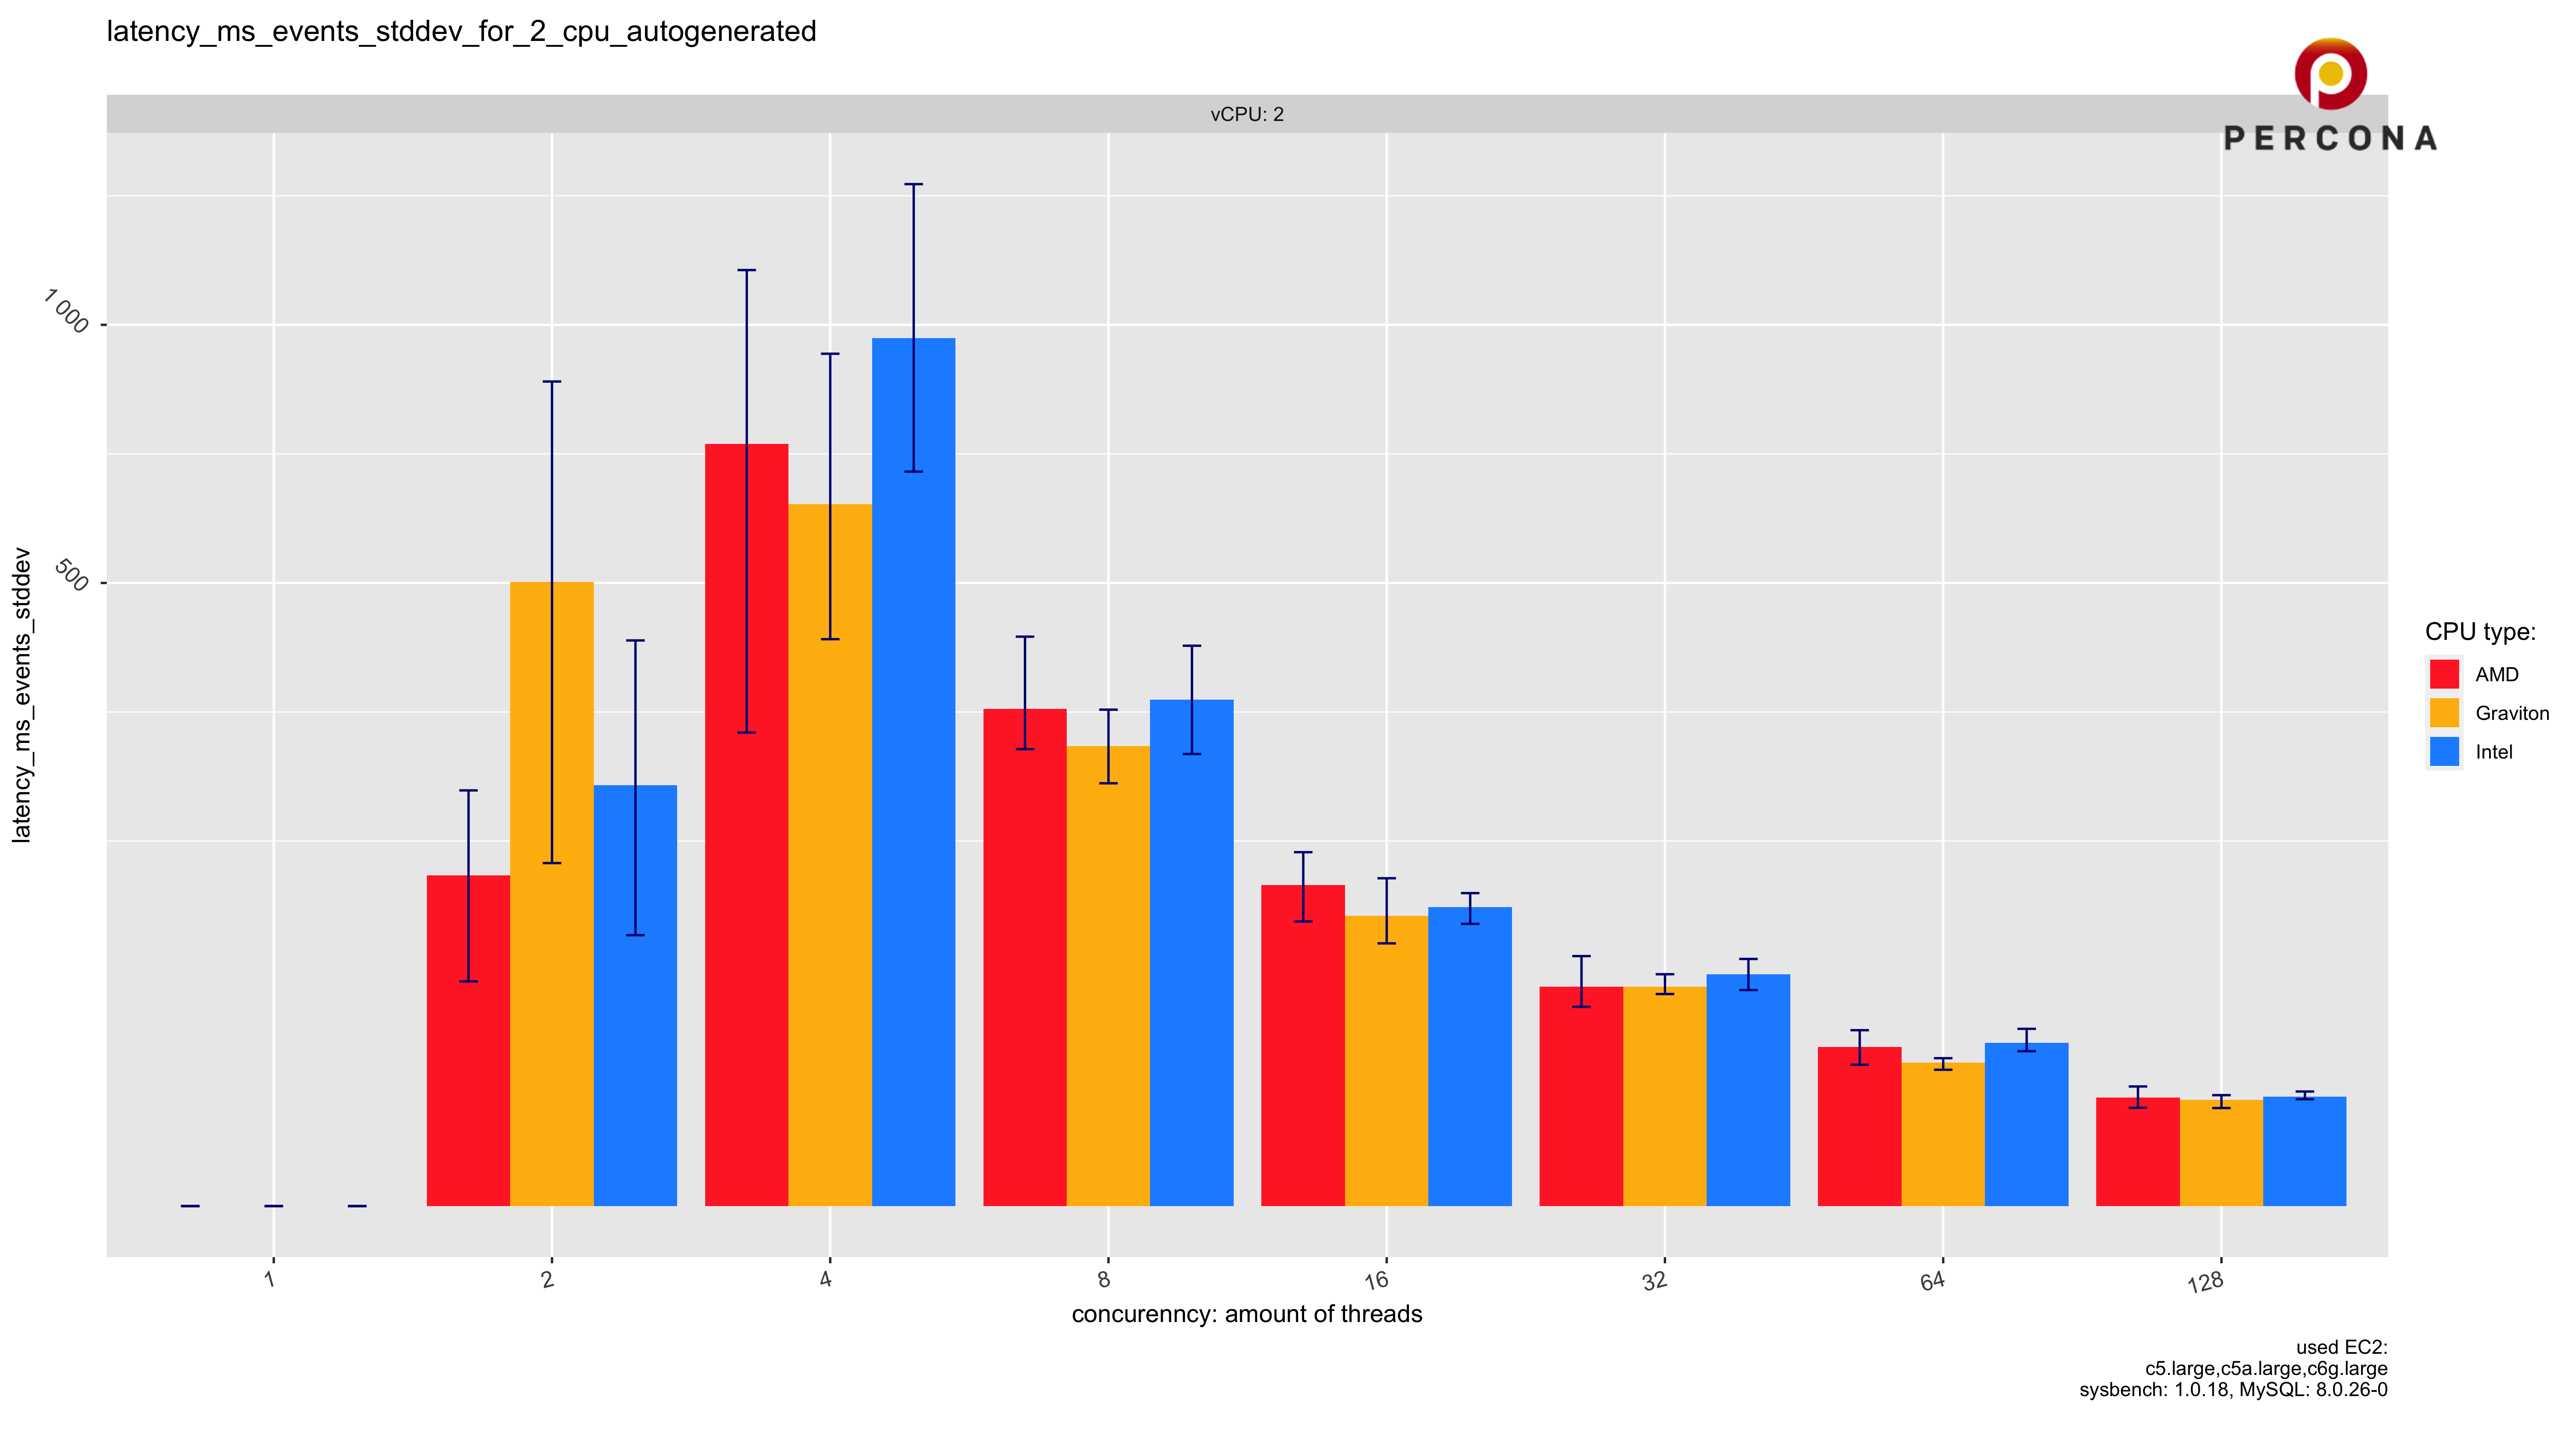 latency_ms_events_stddev_for_2_cpu_autogenerated
PERCONA
vCPU: 2
1 000
500
latency_ms_events_stddev
CPU type:
AMD
Graviton
Intel
1 2 4 8 16 32 64 128
concurenncy: amount of threads
used EC2:
c5.large,c5a.large,c6g.large
sysbench: 1.0.18, MySQL: 8.0.26-0